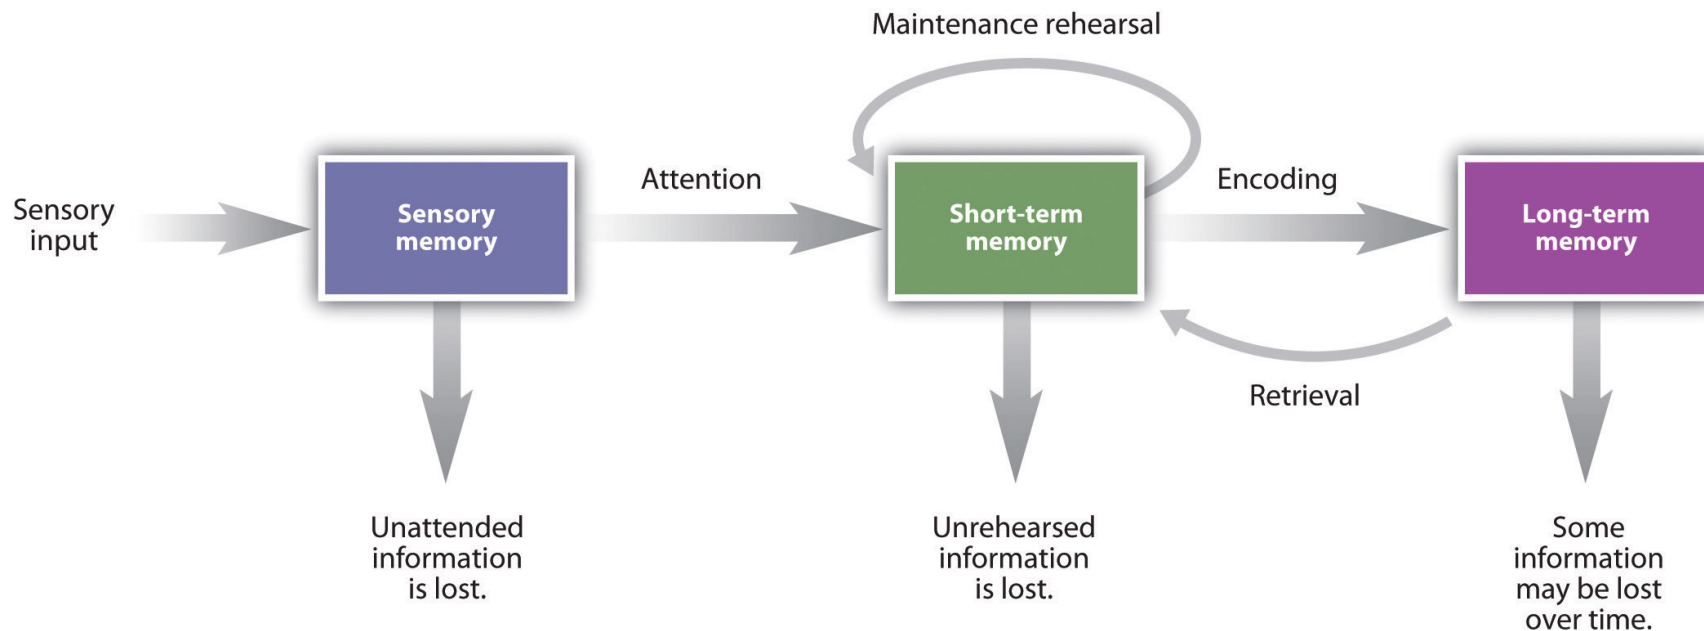 Maintenance rehearsal
Sensory
input
Sensory
memory
Attention
Short-term
memory
Encoding
Long-term
memory
Retrieval
Unattended
information
is lost.
Unrehearsed
information
is lost.
Some
information
may be lost
over time.